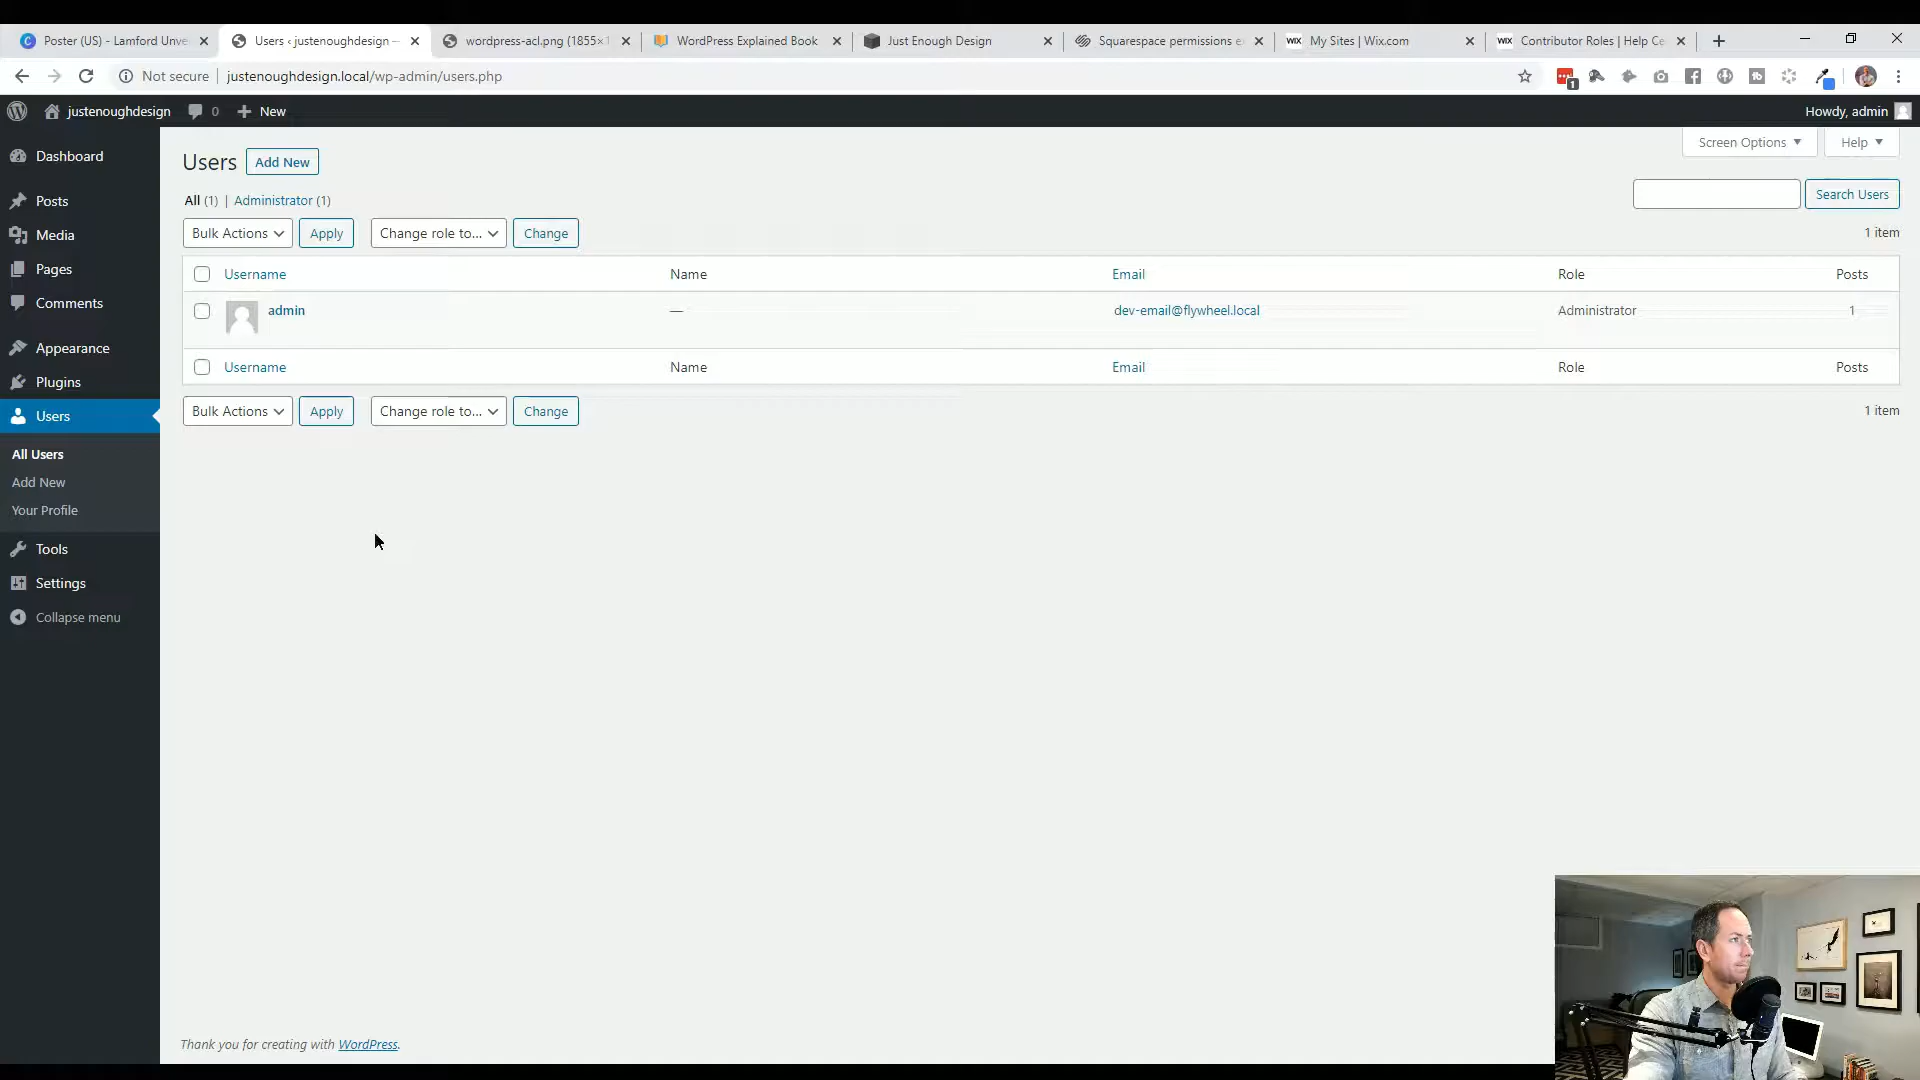 Poster (US) - Lamford Unve
Users ‹ justenoughdesign —
wordpress-acl.png (1855×1
WordPress Explained Book
Just Enough Design
Squarespace permissions e
WIX My Sites | Wix.com
WIX Contributor Roles | Help Ce
Not secure justenoughdesign.local/wp-admin/users.php
1
justenoughdesign 0 New Howdy, admin
Dashboard
Posts
Media
Pages
Comments
Appearance
Plugins
Users
All Users
Add New
Your Profile
Tools
Settings
Collapse menu
Users Add New Screen Options Help
All (1) | Administrator (1) Search Users
Bulk Actions Apply Change role to... Change 1 item
Username Name Email Role Posts
admin — dev-email@flywheel.local Administrator 1
Username Name Email Role Posts
Bulk Actions Apply Change role to... Change 1 item
Thank you for creating with WordPress.